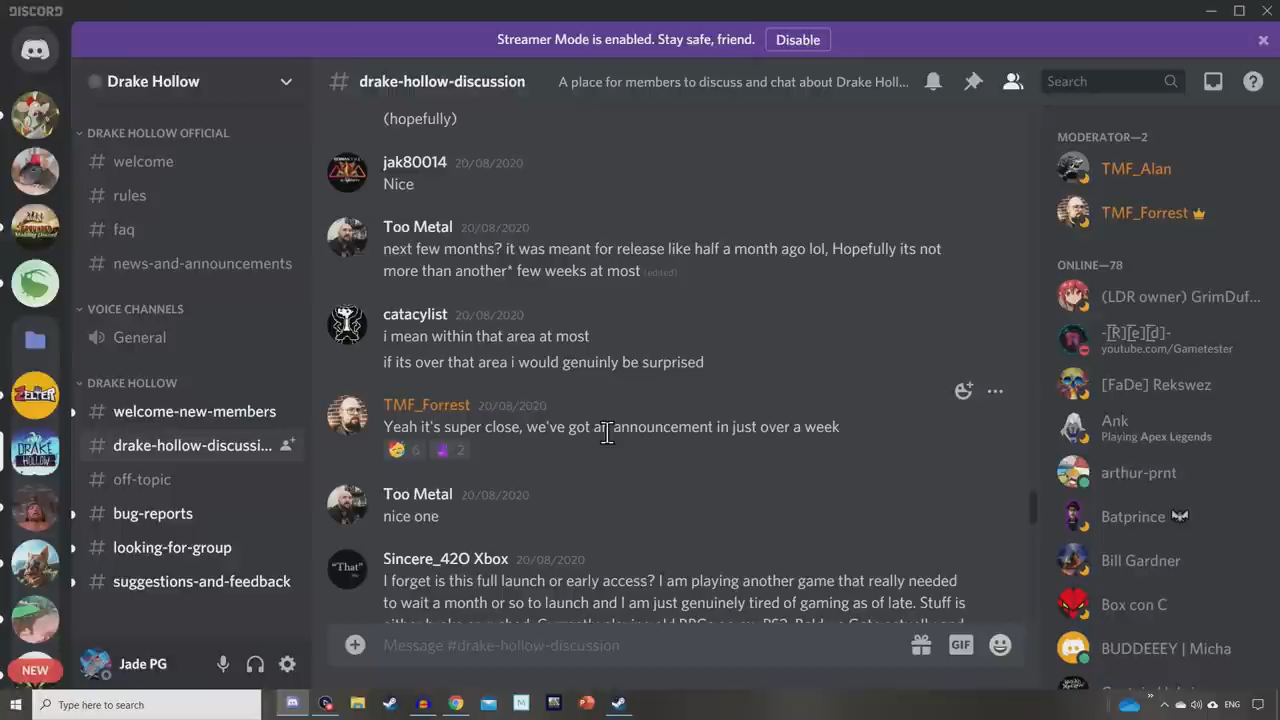 DISCORD
Streamer Mode is enabled. Stay safe, friend.
Disable
Drake Hollow
DRAKE HOLLOW OFFICIAL
# welcome
# rules
# faq
# news-and-announcements
VOICE CHANNELS
General
DRAKE HOLLOW
# welcome-new-members
# drake-hollow-discussi...
# off-topic
# bug-reports
# looking-for-group
# suggestions-and-feedback
Jade PG
ZELTER
DRAKE HOLLOW
NEW
# drake-hollow-discussion
A place for members to discuss and chat about Drake Holl...
Search
(hopefully)
jak80014 20/08/2020
Nice
Too Metal 20/08/2020
next few months? it was meant for release like half a month ago lol, Hopefully its not
more than another* few weeks at most (edited)
catacylist 20/08/2020
i mean within that area at most
if its over that area i would genuinly be surprised
TMF_Forrest 20/08/2020
Yeah it's super close, we've got an announcement in just over a week
6 2
Too Metal 20/08/2020
nice one
"That"
Sincere_42O Xbox 20/08/2020
I forget is this full launch or early access? I am playing another game that really needed
to wait a month or so to launch and I am just genuinely tired of gaming as of late. Stuff is
Message #drake-hollow-discussion
GIF
MODERATOR—2
TMF_Alan
TMF_Forrest
ONLINE—78
(LDR owner) GrimDuf...
-[R][e][d]-
youtube.com/Gametester
[FaDe] Rekswez
Ank
Playing Apex Legends
arthur-prnt
Batprince
Bill Gardner
Box con C
BUDDEEEY | Micha
Type here to search
ENG